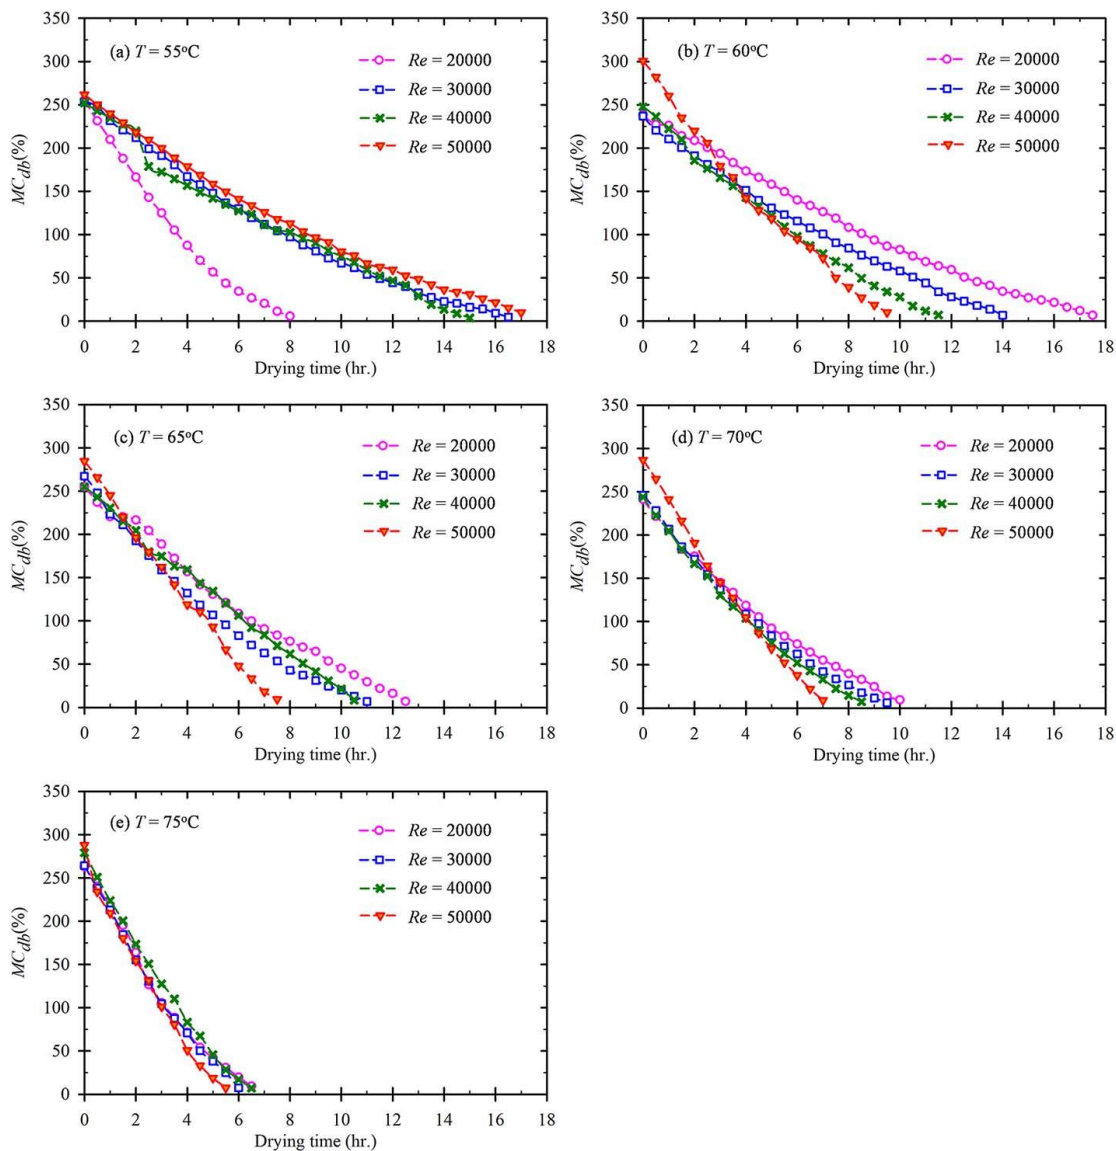 (a) T = 55°C
Re = 20000
Re = 30000
Re = 40000
Re = 50000
MC_db(%)
350
300
250
200
150
100
50
0
0 2 4 6 8 10 12 14 16 18
Drying time (hr.)
(b) T = 60°C
Re = 20000
Re = 30000
Re = 40000
Re = 50000
MC_db(%)
350
300
250
200
150
100
50
0
0 2 4 6 8 10 12 14 16 18
Drying time (hr.)
(c) T = 65°C
Re = 20000
Re = 30000
Re = 40000
Re = 50000
MC_db(%)
350
300
250
200
150
100
50
0
0 2 4 6 8 10 12 14 16 18
Drying time (hr.)
(d) T = 70°C
Re = 20000
Re = 30000
Re = 40000
Re = 50000
MC_db(%)
350
300
250
200
150
100
50
0
0 2 4 6 8 10 12 14 16 18
Drying time (hr.)
(e) T = 75°C
Re = 20000
Re = 30000
Re = 40000
Re = 50000
MC_db(%)
350
300
250
200
150
100
50
0
0 2 4 6 8 10 12 14 16 18
Drying time (hr.)